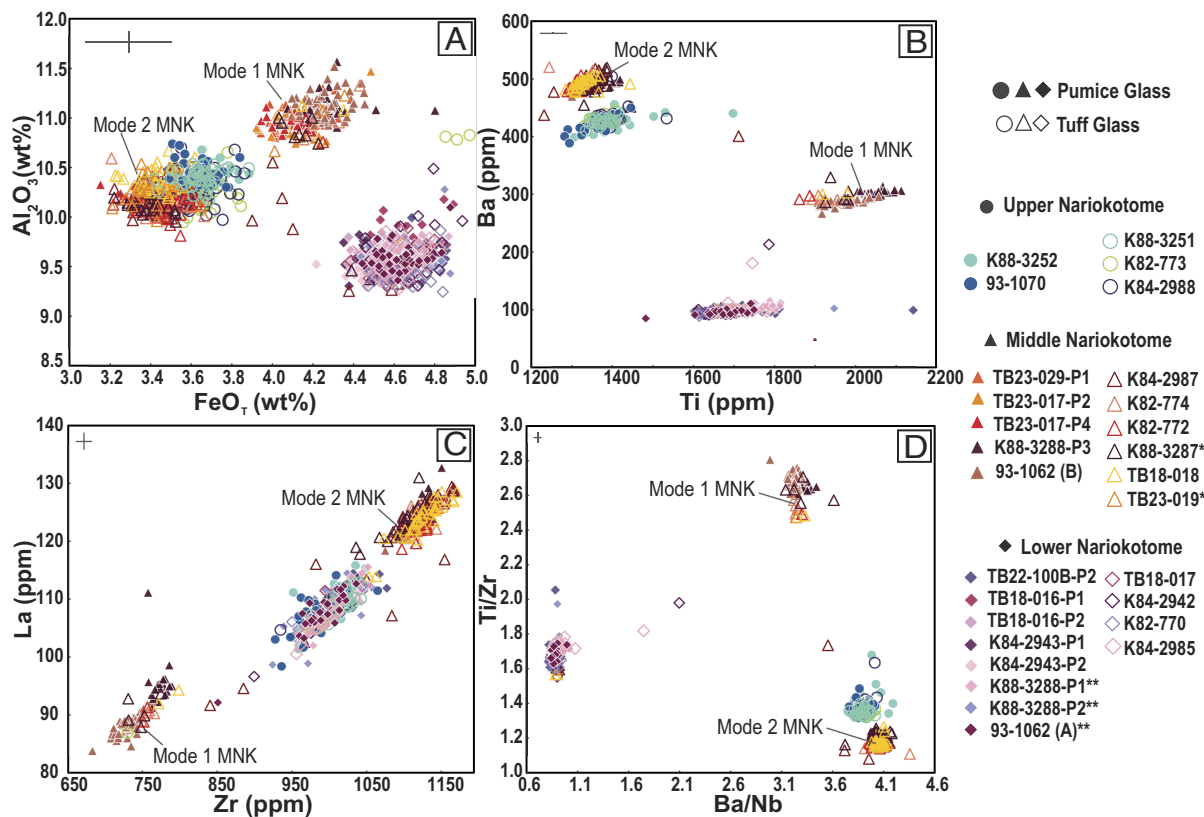 12.0
11.5
11.0
10.5
10.0
9.5
9.0
8.5
Al2O3(wt%)
A
Mode 1 MNK
Mode 2 MNK
3.0 3.2 3.4 3.6 3.8 4.0 4.2 4.4 4.6 4.8 5.0
FeOT (wt%)
600
500
400
300
200
100
0
Ba (ppm)
B
Mode 2 MNK
Mode 1 MNK
1200 1400 1600 1800 2000 2200
Ti (ppm)
140
130
120
110
100
90
80
La (ppm)
C
Mode 2 MNK
Mode 1 MNK
650 750 850 950 1050 1150
Zr (ppm)
3.0
2.8
2.6
2.4
2.2
2.0
1.8
1.6
1.4
1.2
1.0
Ti/Zr
D
Mode 1 MNK
Mode 2 MNK
0.6 1.1 1.6 2.1 2.6 3.1 3.6 4.1 4.6
Ba/Nb
Pumice Glass
Tuff Glass
Upper Nariokotome
K88-3252
93-1070
K88-3251
K82-773
K84-2988
Middle Nariokotome
TB23-029-P1
TB23-017-P2
TB23-017-P4
K88-3288-P3
93-1062 (B)
K84-2987
K82-774
K82-772
K88-3287*
TB18-018
TB23-019*
Lower Nariokotome
TB22-100B-P2
TB18-016-P1
TB18-016-P2
K84-2943-P1
K84-2943-P2
K88-3288-P1**
K88-3288-P2**
93-1062 (A)**
TB18-017
K84-2942
K82-770
K84-2985